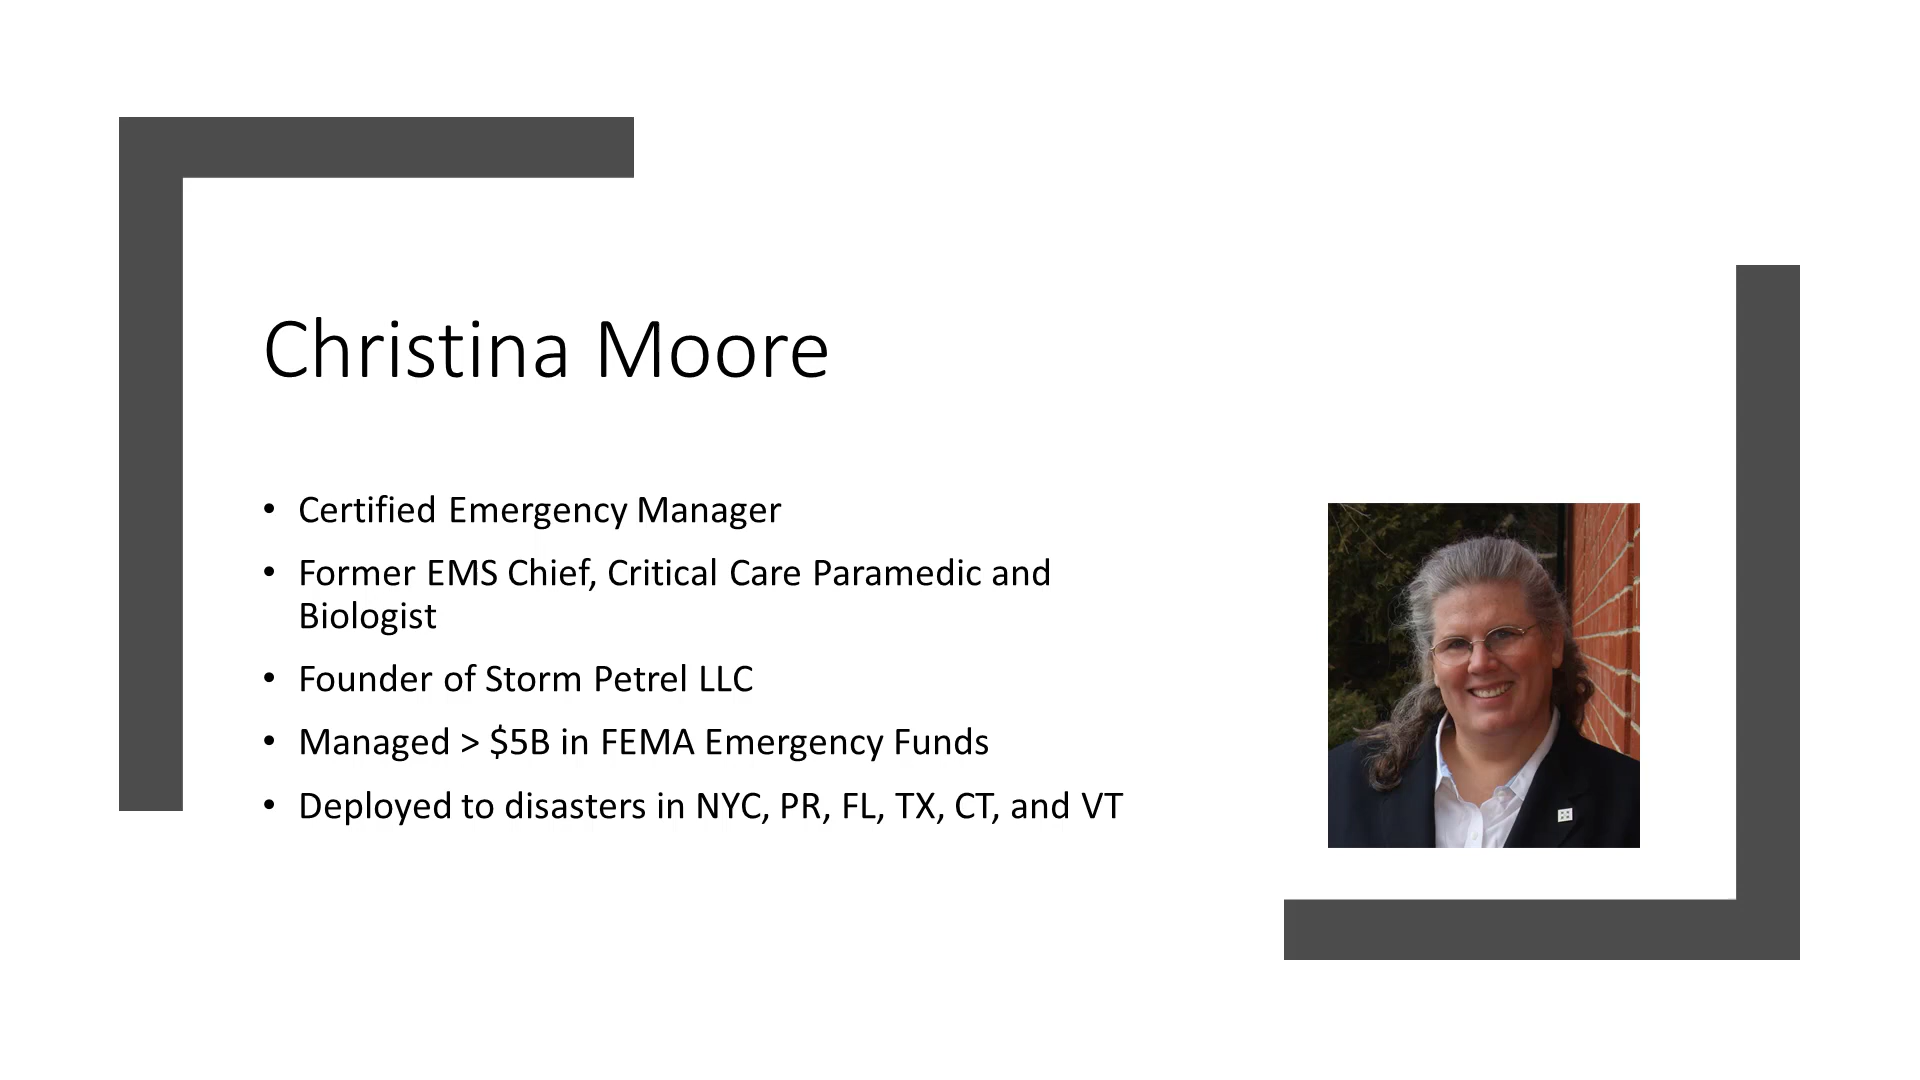 Christina Moore
• Certified Emergency Manager
• Former EMS Chief, Critical Care Paramedic and
Biologist
• Founder of Storm Petrel LLC
• Managed > $5B in FEMA Emergency Funds
• Deployed to disasters in NYC, PR, FL, TX, CT, and VT